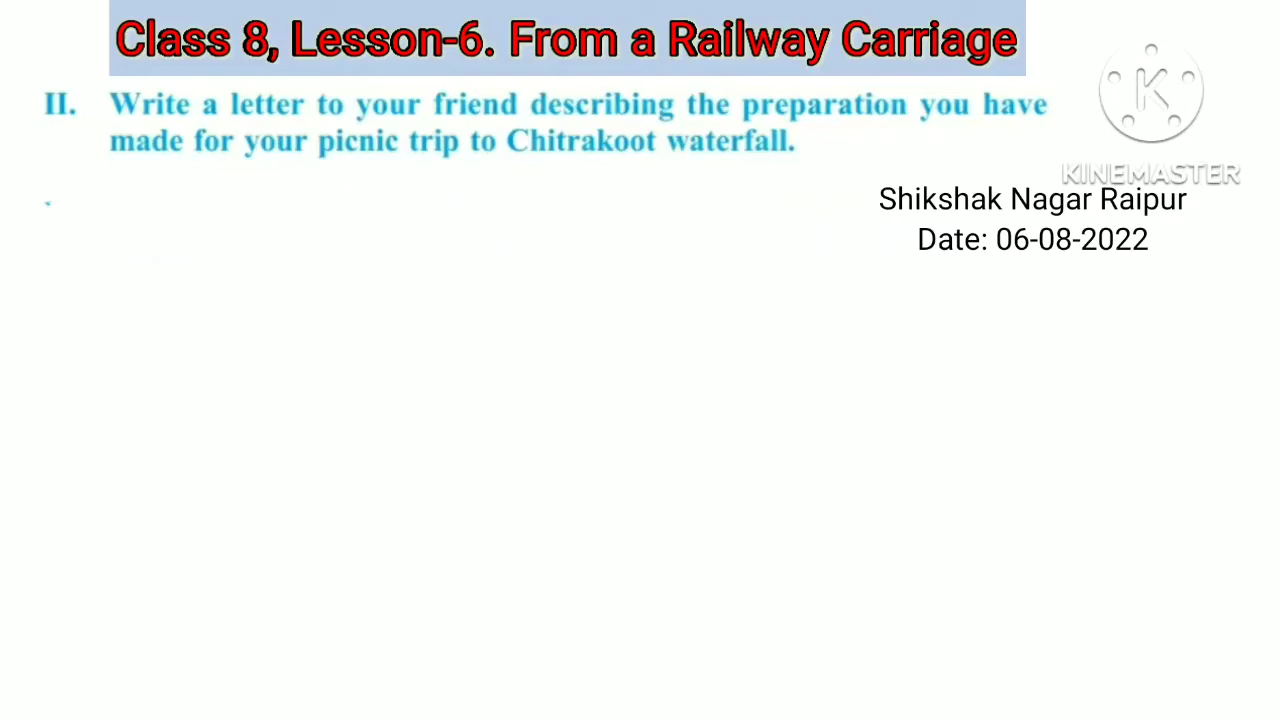 Class 8, Lesson-6. From a Railway Carriage
II. Write a letter to your friend describing the preparation you have
made for your picnic trip to Chitrakoot waterfall.
K
KINEMASTER
Shikshak Nagar Raipur
Date: 06-08-2022